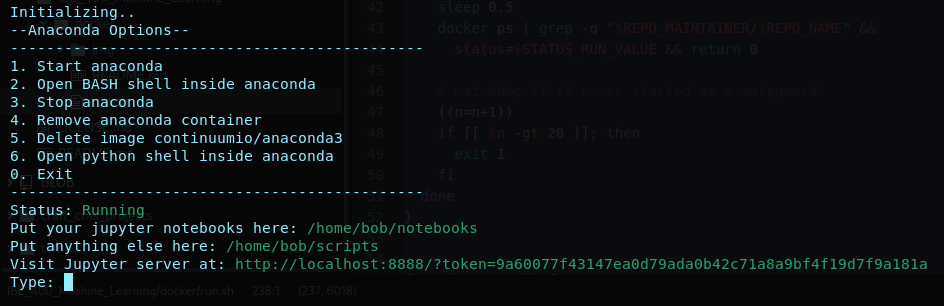 Initializing..
--Anaconda Options--
----------------------------------------------
1. Start anaconda
2. Open BASH shell inside anaconda
3. Stop anaconda
4. Remove anaconda container
5. Delete image continuumio/anaconda3
6. Open python shell inside anaconda
0. Exit
----------------------------------------------
Status: Running
Put your jupyter notebooks here: /home/bob/notebooks
Put anything else here: /home/bob/scripts
Visit Jupyter server at: http://localhost:8888/?token=9a60077f43147ea0d79ada0b42c71a8a9bf4f19d7f9a181a
Type:
42 sleep 0.5
43 docker ps | grep -q "$REPO_MAINTAINER/$REPO_NAME" &&
44 status=$STATUS_RUN_VALUE && return 0
45
46 # watchdog if it never started as a safeguard
47 ((n=n+1))
48 if [[ $n -gt 20 ]]; then
49 exit 1
50 fi
51 done
52 }
docker/run.sh 238:1 (237, 6018)